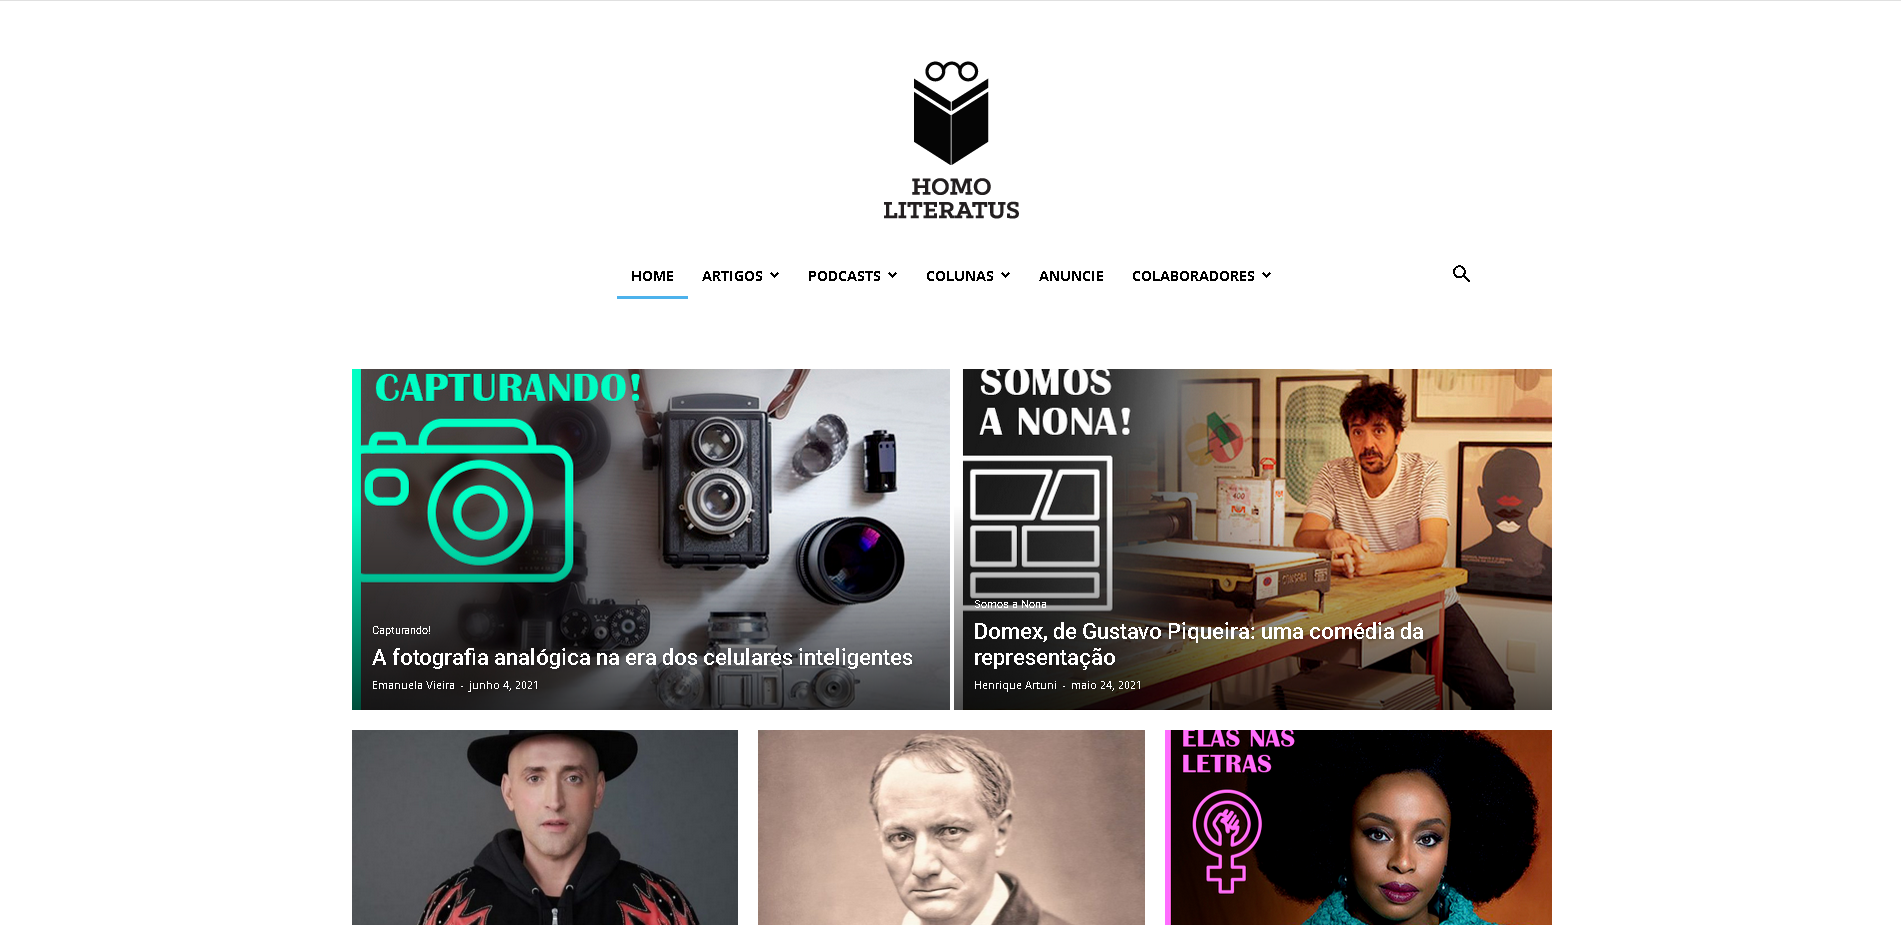 HOMO
LITERATUS
HOME
ARTIGOS
PODCASTS
COLUNAS
ANUNCIE
COLABORADORES
CAPTURANDO!
Capturando!
A fotografia analógica na era dos celulares inteligentes
Emanuela Vieira - junho 4, 2021
SOMOS
A NONA!
400
Somos a Nona
Domex, de Gustavo Piqueira: uma comédia da
representação
Henrique Artuni - maio 24, 2021
ELAS NAS
LETRAS